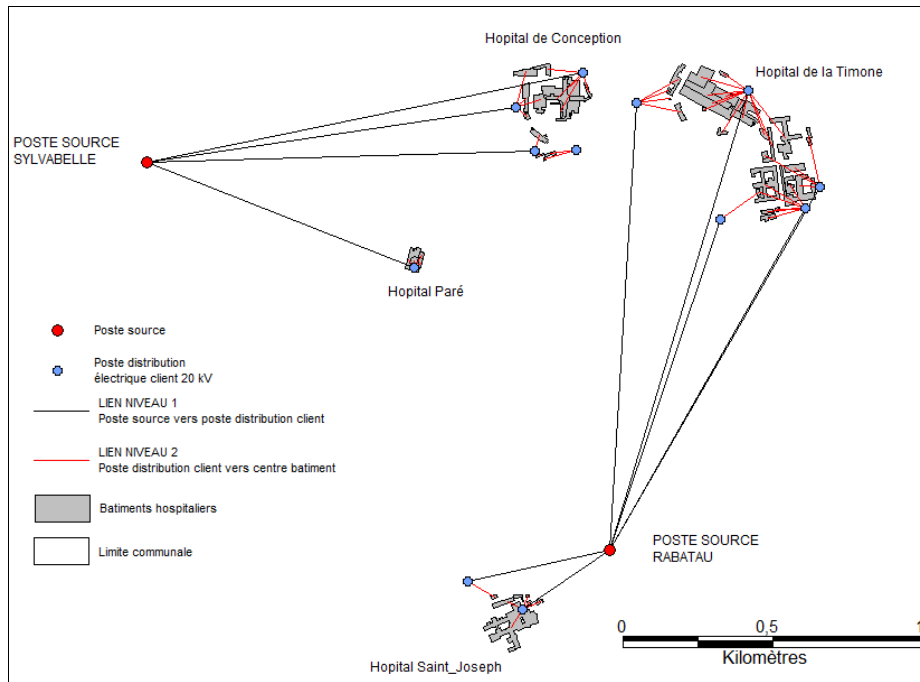 Hopital de Conception
Hopital de la Timone
POSTE SOURCE
SYLVABELLE
Hopital Paré
Poste source
Poste distribution
électrique client 20 kV
LIEN NIVEAU 1
Poste source vers poste distribution client
LIEN NIVEAU 2
Poste distribution client vers centre batiment
Batiments hospitaliers
Limite communale
POSTE SOURCE
RABATAU
Hopital Saint_Joseph
0 0,5 1
Kilomètres